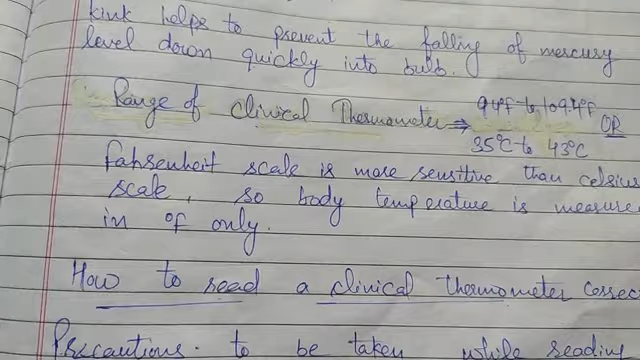 kink helps to prevent the falling of mercury
level down quickly into bulb.
Range of Clinical Thermometer ⇒ 94°F to 109.4°F
OR
35°C to 43°C
Fahrenheit scale is more sensitive than celsius
scale, so body temperature is measure
in °F only.
How to read a clinical thermometer correc
Precautions. to be taken while reading